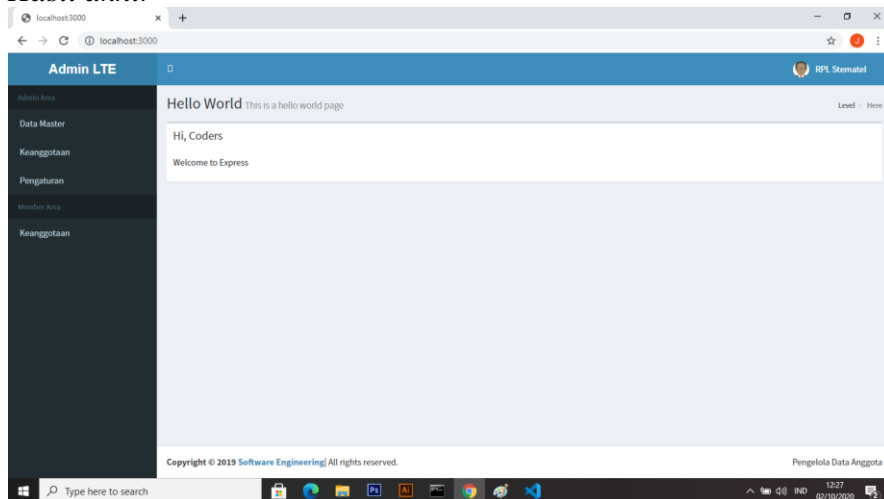 localhost:3000
localhost:3000
Admin LTE
RPL Stematel
Admin Area
Data Master
Keanggotaan
Pengaturan
Member Area
Keanggotaan
Hello World This is a hello world page
Level > Here
Hi, Coders
Welcome to Express
Copyright © 2019 Software Engineering| All rights reserved.
Pengelola Data Anggota
Type here to search
Ps
Ai
IND
12:27
02/10/2020